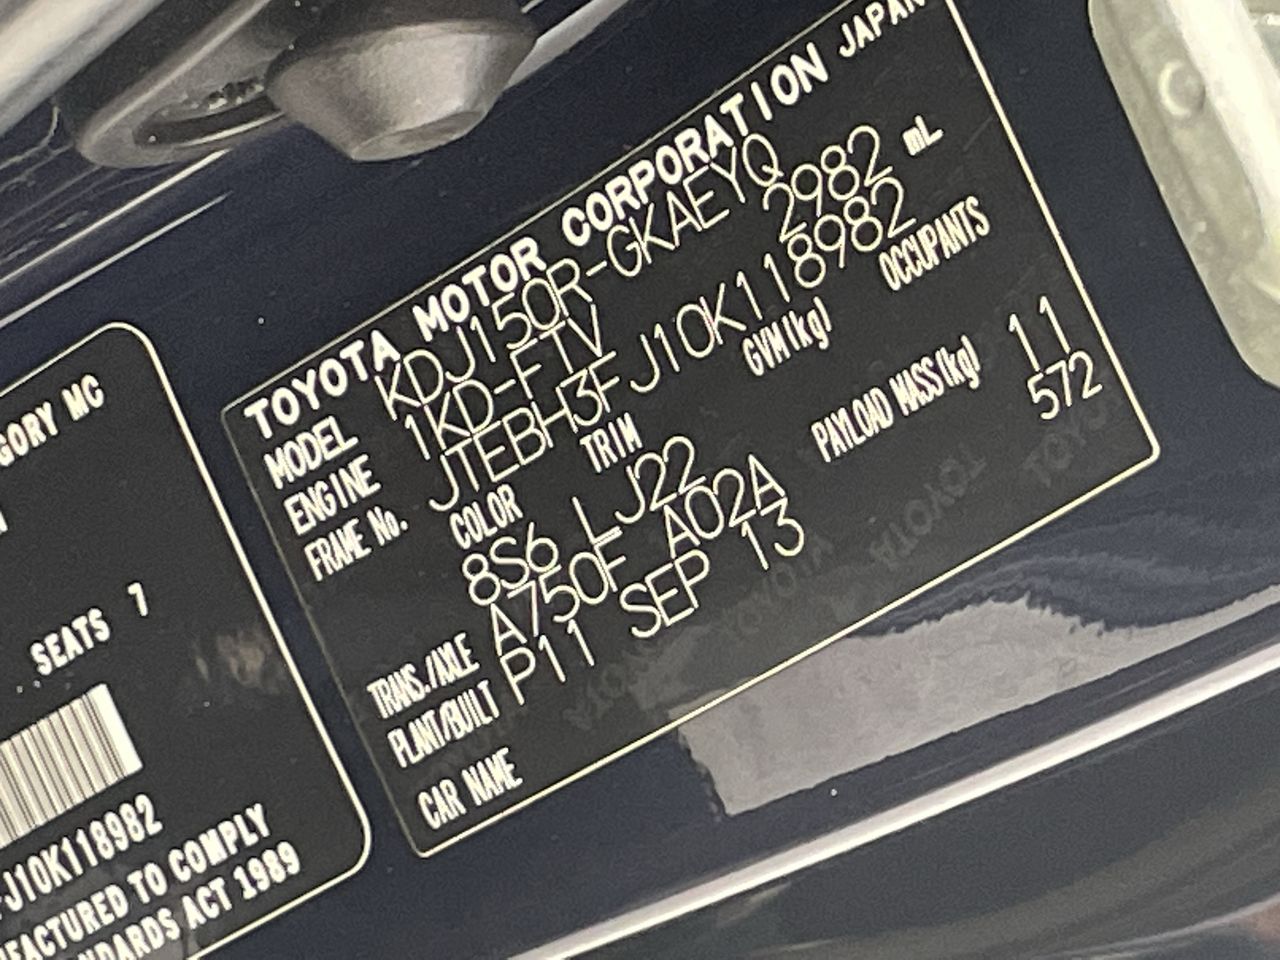 GORY MC
SEATS 7
J10K118982
FACTURED TO COMPLY
NDARDS ACT 1989
TOYOTA MOTOR CORPORATION JAPAN
MODEL KDJ150R-GKAEYQ
ENGINE 1KD-FTV 2982 mL
FRAME No. JTEBH3FJ10K118982
COLOR TRIM GVM(kg) OCCUPANTS
8S6 LJ22
PAYLOAD MASS(kg) 11
572
TRANS./AXLE A750F A02A
PLANT/BUILT P11 SEP 13
CAR NAME